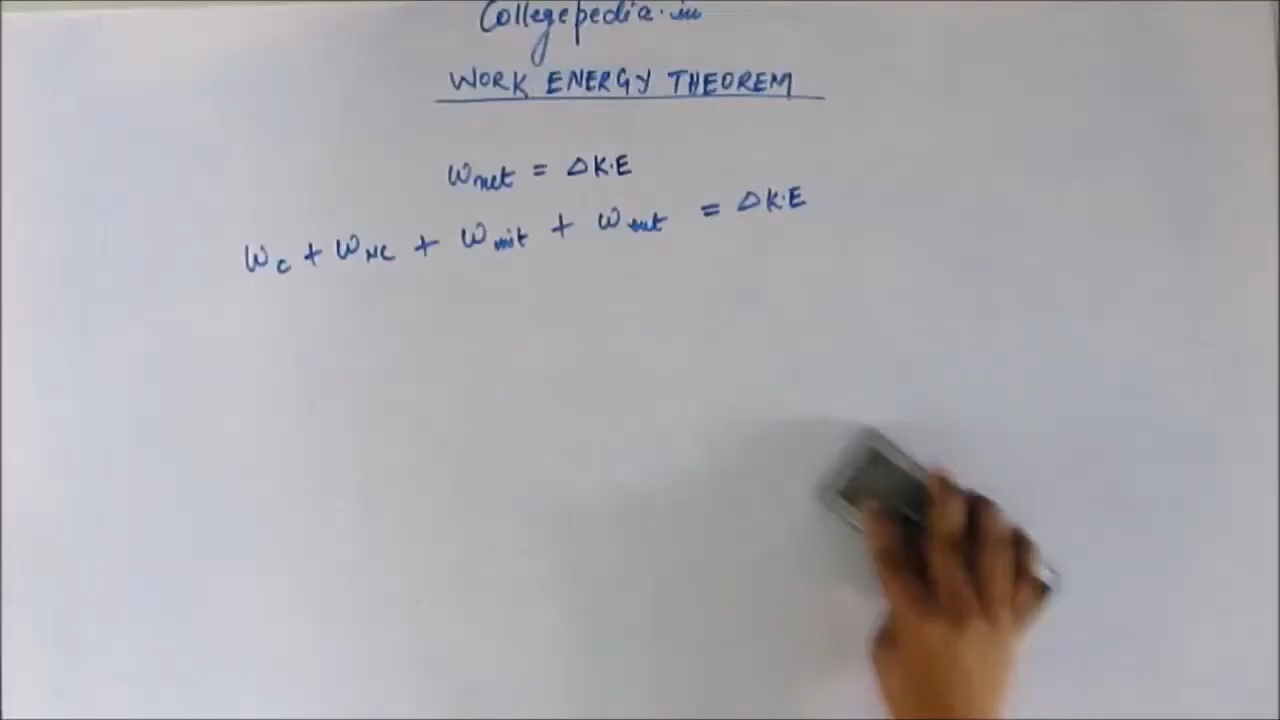 Collegepedia.in
WORK ENERGY THEOREM
Wnet = ΔK.E
Wc + WNC + Wint + Wext = ΔK.E